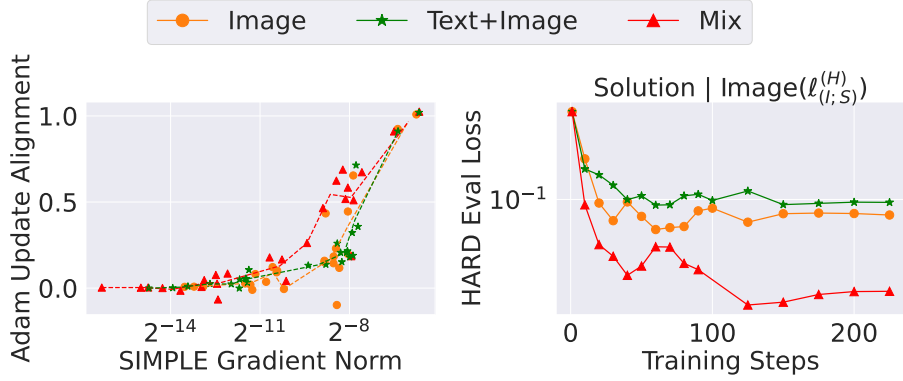 Image
Text+Image
Mix
Adam Update Alignment
1.0
0.5
0.0
2^{-14}
2^{-11}
2^{-8}
SIMPLE Gradient Norm
Solution | Image(ℓ_{(I; S)}^{(H)})
HARD Eval Loss
10^{-1}
0
100
200
Training Steps